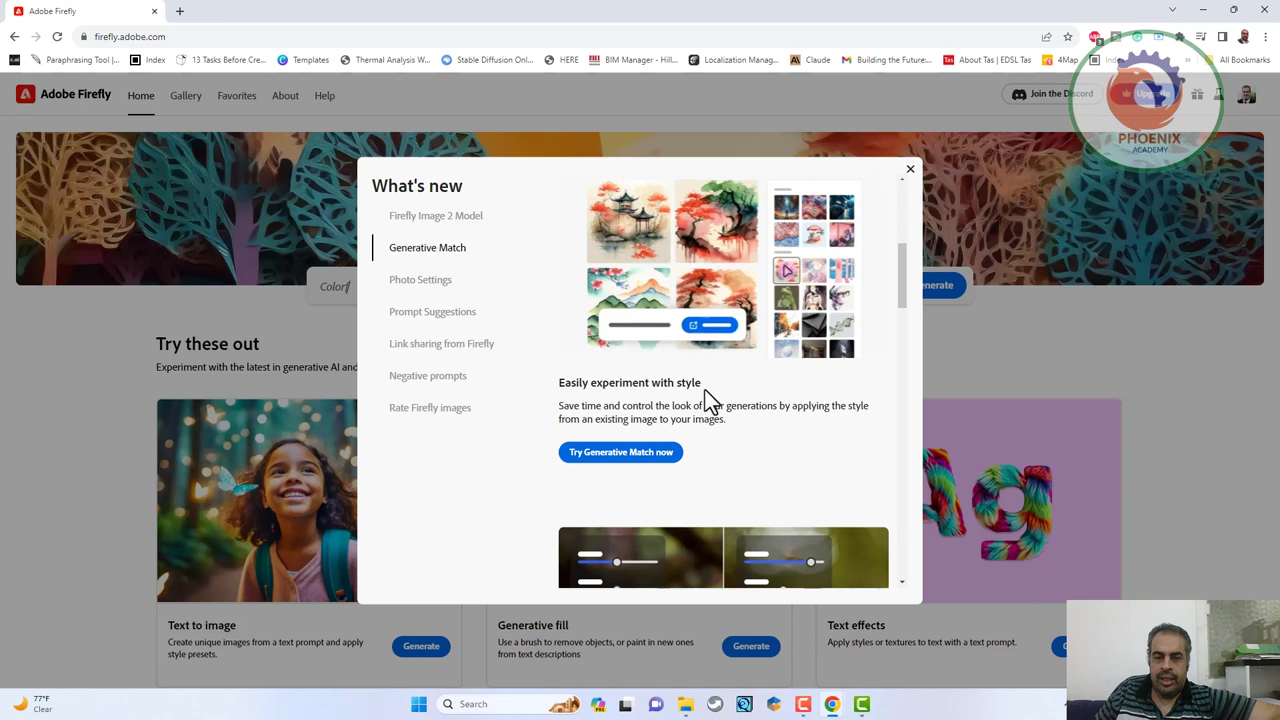 Adobe Firefly
firefly.adobe.com
Paraphrasing Tool |...
Index
13 Tasks Before Cre...
Templates
Thermal Analysis W...
Stable Diffusion Onl...
HERE
BIM Manager - Hill...
Localization Manag...
Claude
Building the Future:...
About Tas | EDSL Tas
4Map
Index
»
All Bookmarks
Adobe Firefly
Home
Gallery
Favorites
About
Help
Join the Discord
Upgrade
PHOENIX
ACADEMY
What's new
Firefly Image 2 Model
Generative Match
Photo Settings
Prompt Suggestions
Link sharing from Firefly
Negative prompts
Rate Firefly images
Easily experiment with style
Save time and control the look of your generations by applying the style
from an existing image to your images.
Try Generative Match now
Try these out
Experiment with the latest in generative AI and
Text to image
Create unique images from a text prompt and apply
style presets.
Generate
Generative fill
Use a brush to remove objects, or paint in new ones
from text descriptions
Generate
Ag
Text effects
Apply styles or textures to text with a text prompt.
77°F
Clear
Search